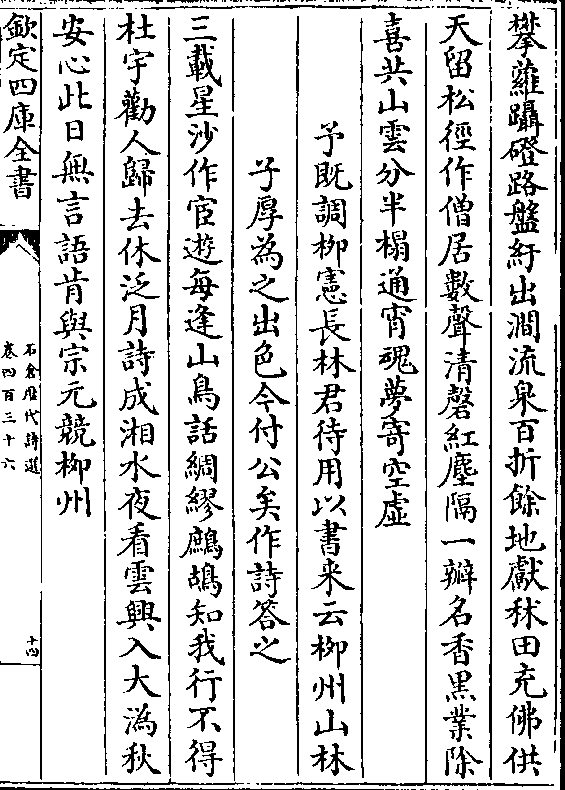 攀蘿躡磴路盤紆出澗流泉百折餘地獻秫田充佛供
天留松徑作僧居數聲清磬紅塵隔一瓣名香黒業除
喜共山雲分半榻通宵魂夢寄空虛
予既調柳憲長林君待用以書来云柳州山林
子厚為之出色今付公矣作詩答之
三載星沙作宦遊每逢山鳥話綢繆鷓鴣知我行不得
杜宇勸人歸去休泛月詩成湘水夜看雲興入大溈秋
安心此日無言語肯與宗元競柳州
欽定四庫全書
石倉歴代詩選
卷四百三十六
十四